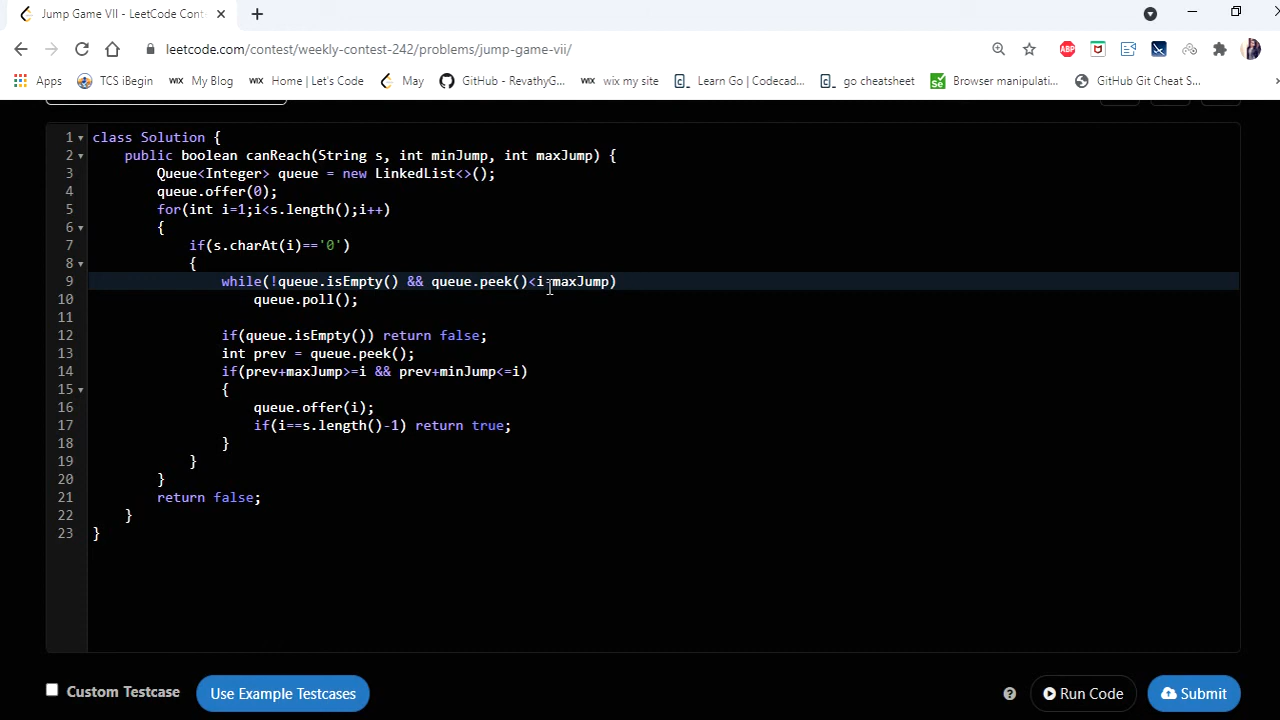 Jump Game VII - LeetCode Cont
leetcode.com/contest/weekly-contest-242/problems/jump-game-vii/
ABP
Apps TCS iBegin WIX My Blog WIX Home | Let's Code May GitHub - RevathyG... WIX wix my site Learn Go | Codecad... go cheatsheet Se Browser manipulati... GitHub Git Cheat S...
1 class Solution {
2 public boolean canReach(String s, int minJump, int maxJump) {
3 Queue<Integer> queue = new LinkedList<>();
4 queue.offer(0);
5 for(int i=1;i<s.length();i++)
6 {
7 if(s.charAt(i)=='0')
8 {
9 while(!queue.isEmpty() && queue.peek()<i-maxJump)
10 queue.poll();
11
12 if(queue.isEmpty()) return false;
13 int prev = queue.peek();
14 if(prev+maxJump>=i && prev+minJump<=i)
15 {
16 queue.offer(i);
17 if(i==s.length()-1) return true;
18 }
19 }
20 }
21 return false;
22 }
23 }
Custom Testcase Use Example Testcases ? Run Code Submit